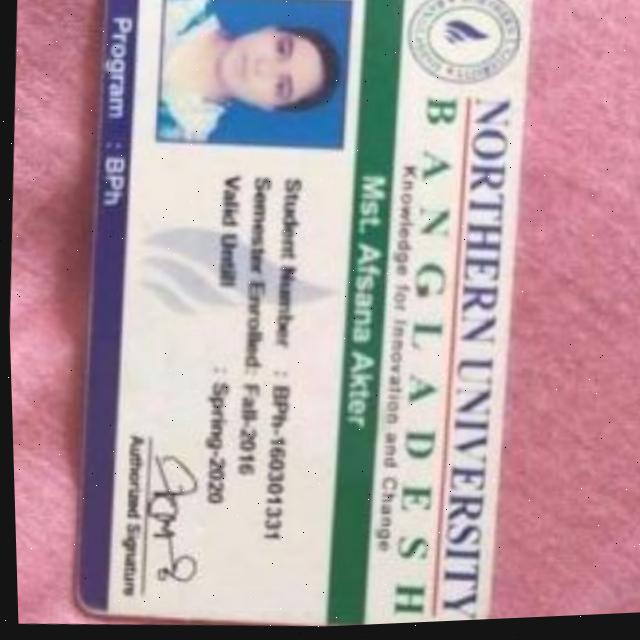 NORTHERN UNIVERSITY
BANGLADESH
Knowledge for Innovation and Change
Mst. Afsana Akter
Student Number : BPh-160301331
Semester Enrolled: Fall-2016
Valid Untill : Spring-2020
Authorized Signature
Program : BPh